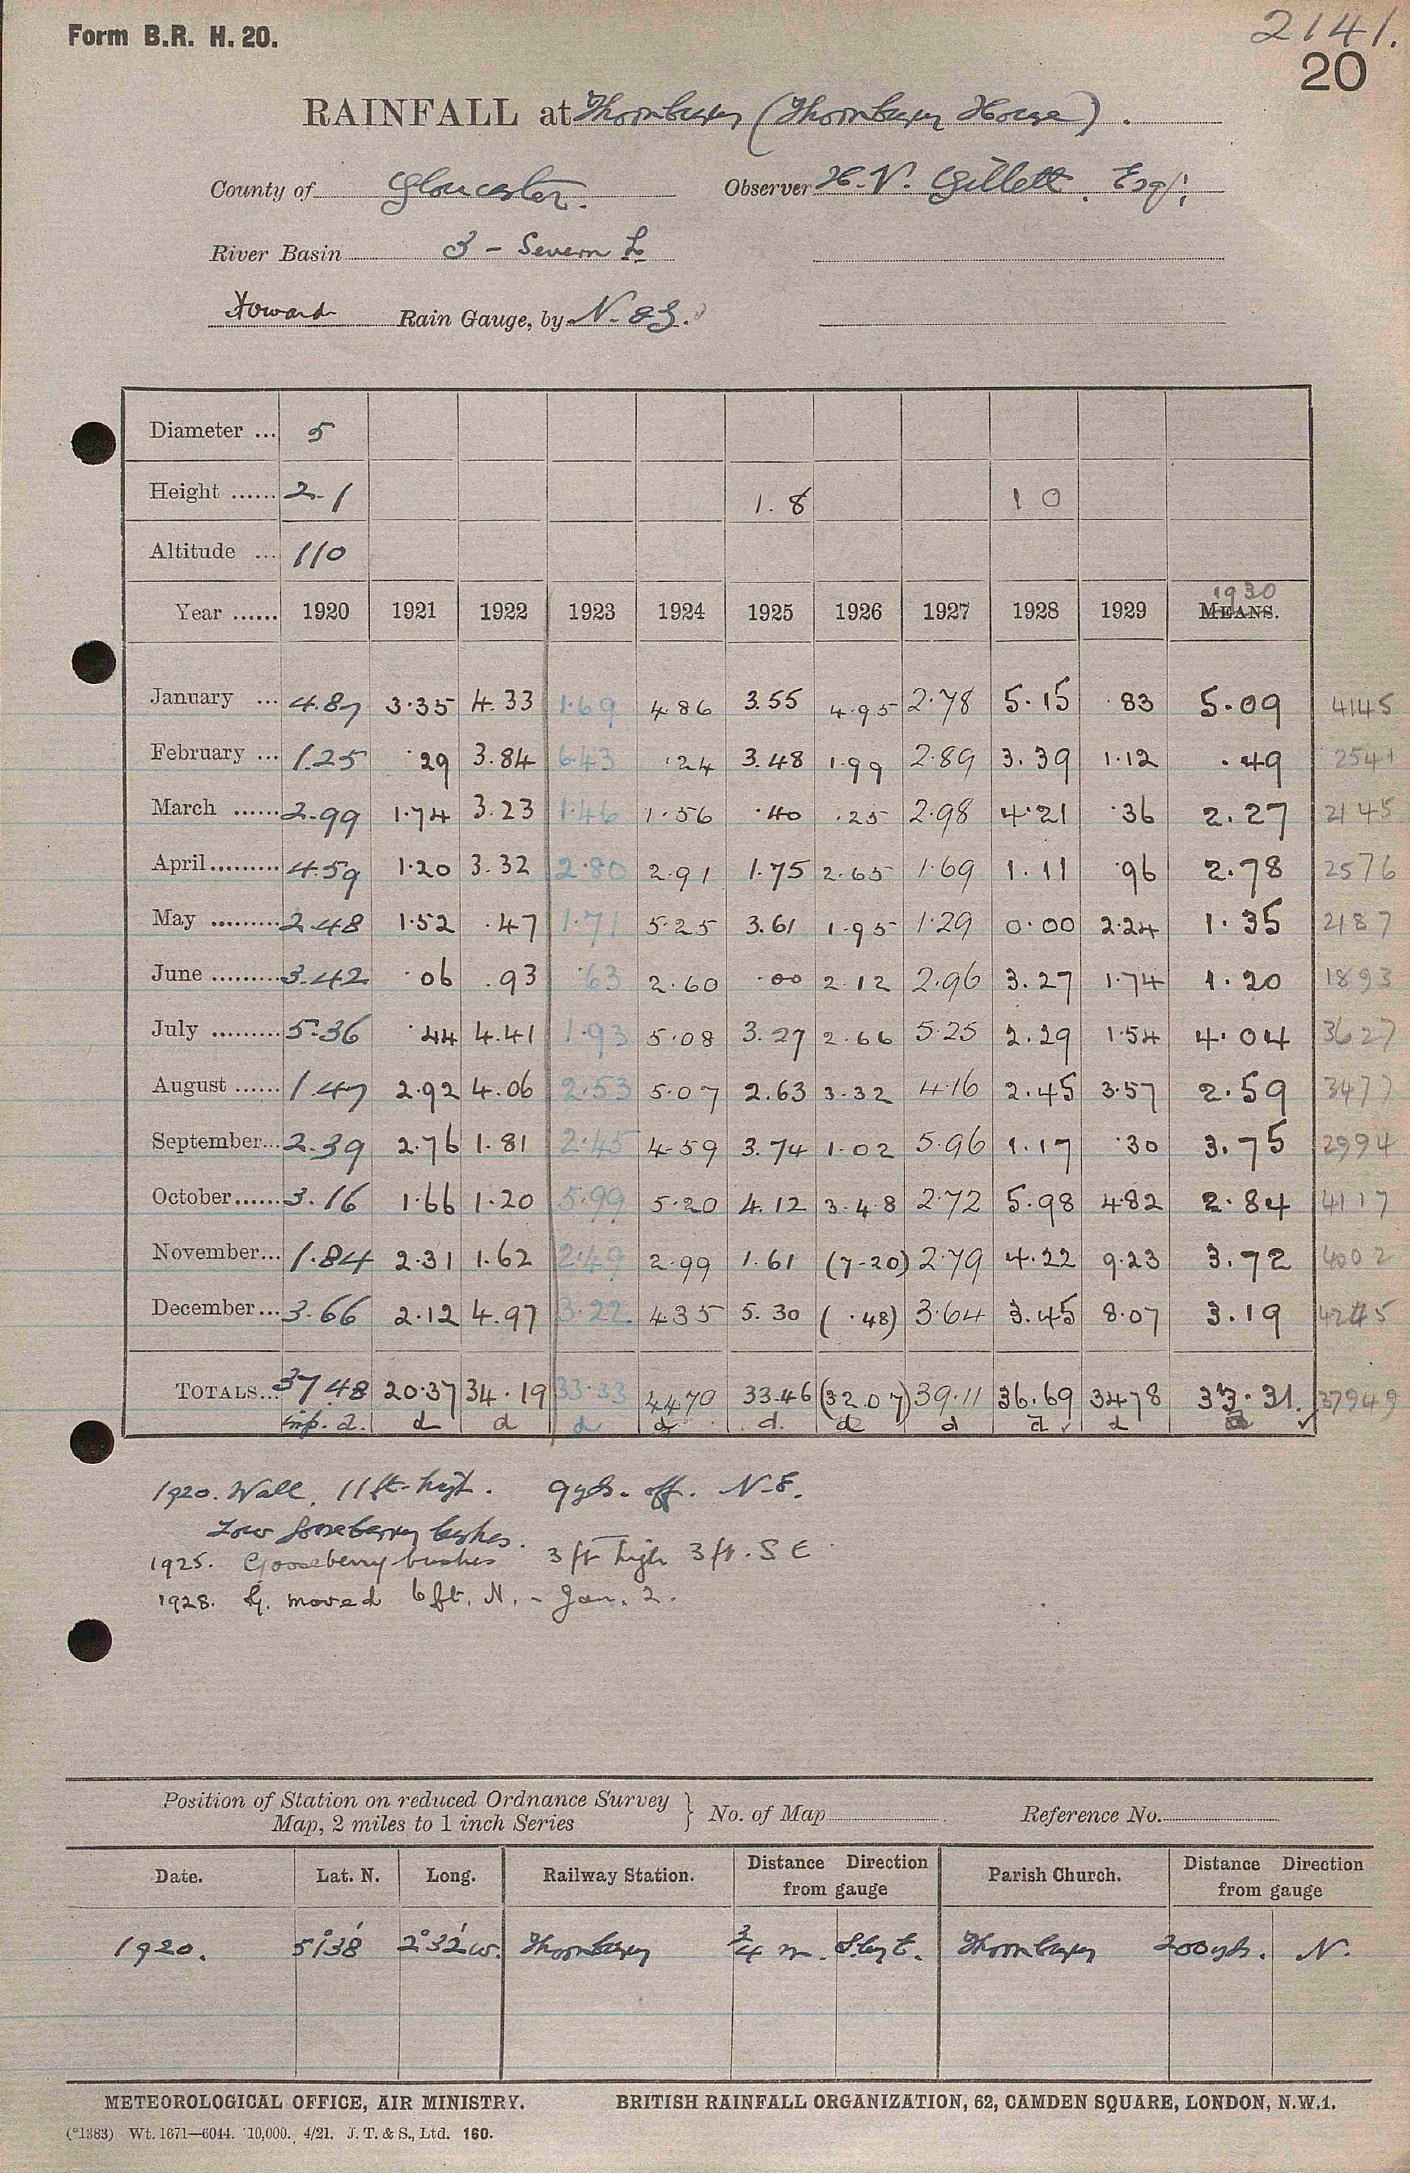 Form B.R. H. 20.
2141.
20
RAINFALL at Thornbury (Thornbury House).
County of Gloucester. Observer H.V. Gillett. Esq;
River Basin 3 - Severn L
Howard Rain Gauge, by N. & Z.
Diameter ... 5
Height ...... 2-1 1.8 1 0
Altitude ... 110
1930
Year ...... 1920 1921 1922 1923 1924 1925 1926 1927 1928 1929 MEANS.
January ... 4.87 3.35 4.33 1.69 4.86 3.55 4.95 2.78 5.15 .83 5.09 4145
February ... 1.25 .29 3.84 6.43 .24 3.48 1.99 2.89 3.39 1.12 .49 2541
March ...... 2.99 1.74 3.23 1.46 1.56 .40 .25 2.98 4.21 .36 2.27 2145
April......... 4.59 1.20 3.32 2.80 2.91 1.75 2.65 1.69 1.11 .96 2.78 2576
May ......... 2.48 1.52 .47 1.71 5.25 3.61 1.95 1.29 0.00 2.24 1.35 2187
June ......... 3.42 .06 .93 .63 2.60 .00 2.12 2.96 3.27 1.74 1.20 1893
July ......... 5.36 .44 4.41 1.93 5.08 3.27 2.66 5.25 2.29 1.54 4.04 3627
August ...... 1.47 2.92 4.06 2.53 5.07 2.63 3.32 4.16 2.45 3.57 2.59 3477
September... 2.39 2.76 1.81 2.45 4.59 3.74 1.02 5.96 1.17 .30 3.75 2994
October...... 3.16 1.66 1.20 5.99 5.20 4.12 3.48 2.72 5.98 4.82 2.84 4117
November... 1.84 2.31 1.62 2.49 2.99 1.61 (7.20) 2.79 4.22 9.23 3.72 4002
December... 3.66 2.12 4.97 3.22 4.35 5.30 (.48) 3.64 3.45 8.07 3.19 4245
TOTALS... 37.48 20.37 34.19 33.33 44.70 33.46 (32.07) 39.11 36.69 34.78 33.31. 37949
inp. d. d d d d d. d d d d
1920. Wall, 11ft. high. 9yds. off. N.E.
Low Gooseberry bushes.
1925. Gooseberry bushes 3 ft high 3 ft. S E
1928. G. moved 6 ft. N. - Jan. 2.
Position of Station on reduced Ordnance Survey
Map, 2 miles to 1 inch Series } No. of Map Reference No.
Date. Lat. N. Long. Railway Station. Distance Direction from gauge Parish Church. Distance Direction from gauge
1920. 51°38' 2°32'w. Thornbury 3/4 m. S.byE. Thornbury 200yds. N.
METEOROLOGICAL OFFICE, AIR MINISTRY. BRITISH RAINFALL ORGANIZATION, 62, CAMDEN SQUARE, LONDON, N.W.1.
(*1383) Wt. 1671—6044. 10,000. 4/21. J. T. & S., Ltd. 160.